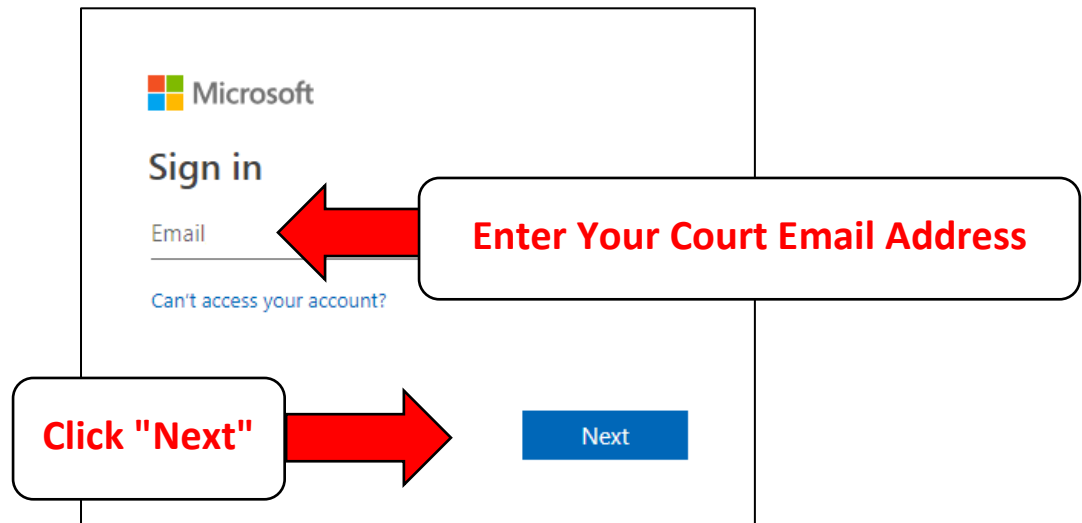 Microsoft
Sign in
Email
Enter Your Court Email Address
Can't access your account?
Click "Next"
Next